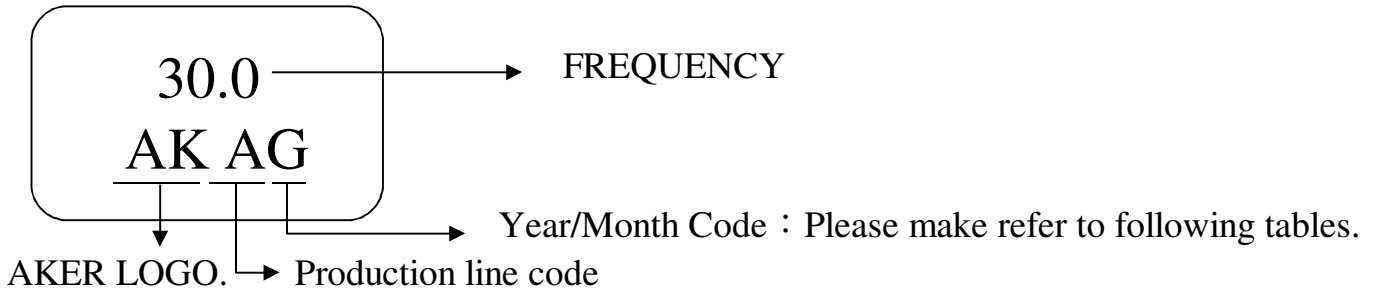 30.0 FREQUENCY
AK AG
Year/Month Code：Please make refer to following tables.
AKER LOGO. Production line code